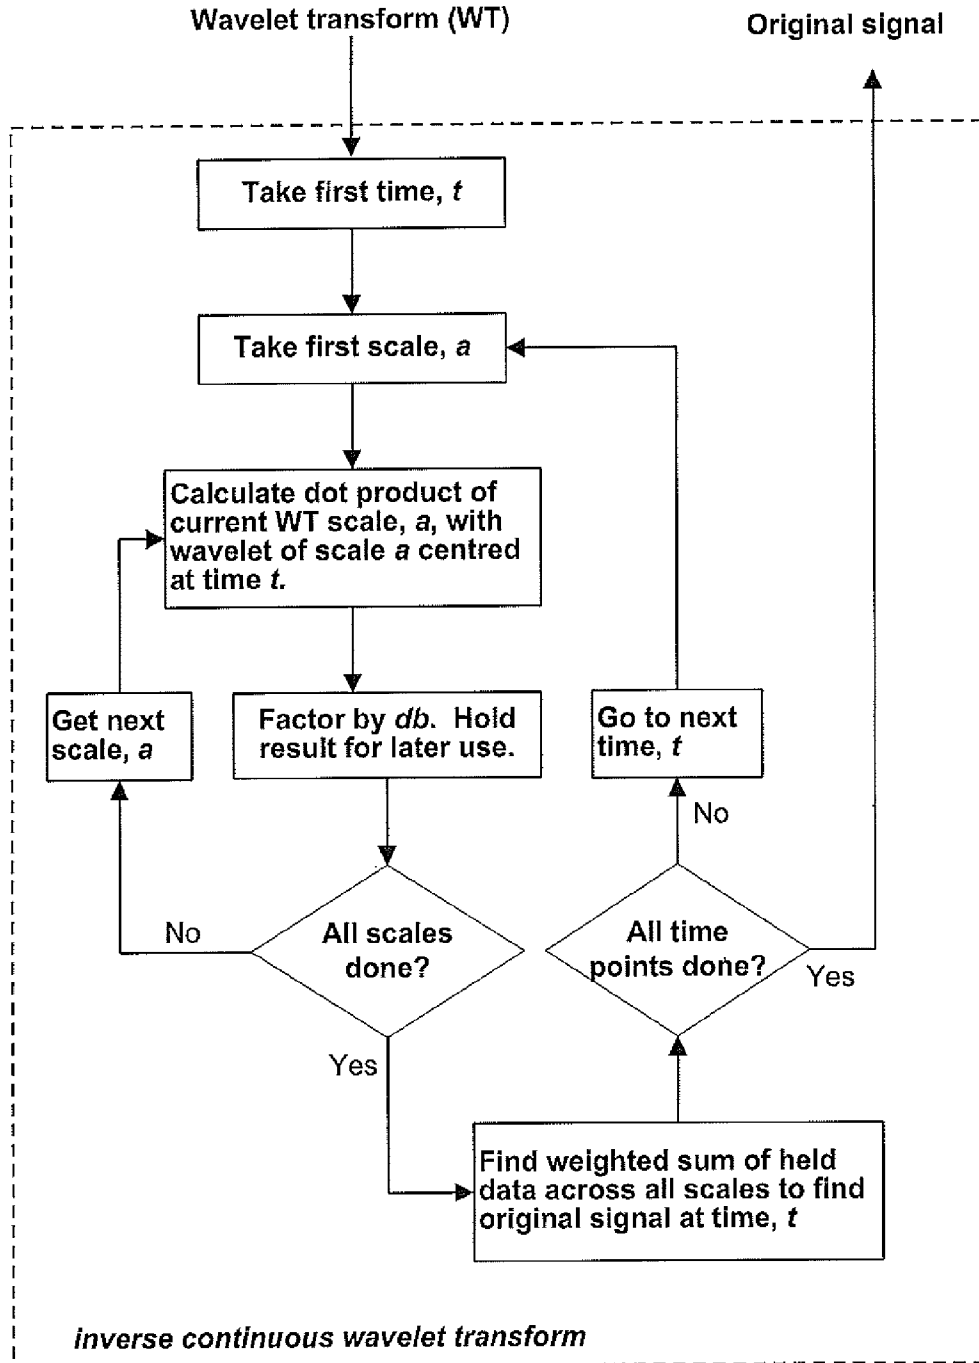 Wavelet transform (WT)
Original signal
Take first time, t
Take first scale, a
Calculate dot product of
current WT scale, a, with
wavelet of scale a centred
at time t.
Get next
scale, a
Factor by db. Hold
result for later use.
Go to next
time, t
No
No
All scales
done?
All time
points done?
Yes
Yes
Find weighted sum of held
data across all scales to find
original signal at time, t
inverse continuous wavelet transform